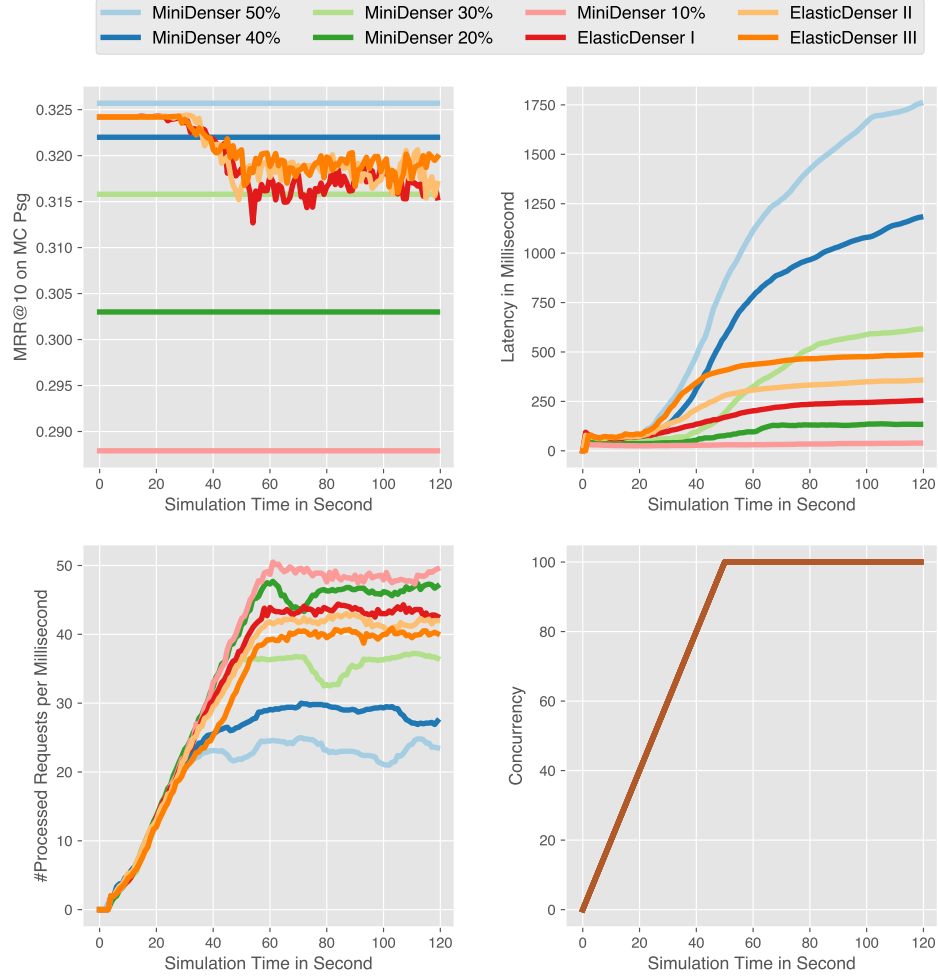 MiniDenser 50% MiniDenser 30% MiniDenser 10% ElasticDenser II
MiniDenser 40% MiniDenser 20% ElasticDenser I ElasticDenser III
MRR@10 on MC Psg
0.325
0.320
0.315
0.310
0.305
0.300
0.295
0.290
0 20 40 60 80 100 120
Simulation Time in Second
Latency in Millisecond
1750
1500
1250
1000
750
500
250
0
0 20 40 60 80 100 120
Simulation Time in Second
#Processed Requests per Millisecond
50
40
30
20
10
0
0 20 40 60 80 100 120
Simulation Time in Second
Concurrency
100
80
60
40
20
0
0 20 40 60 80 100 120
Simulation Time in Second